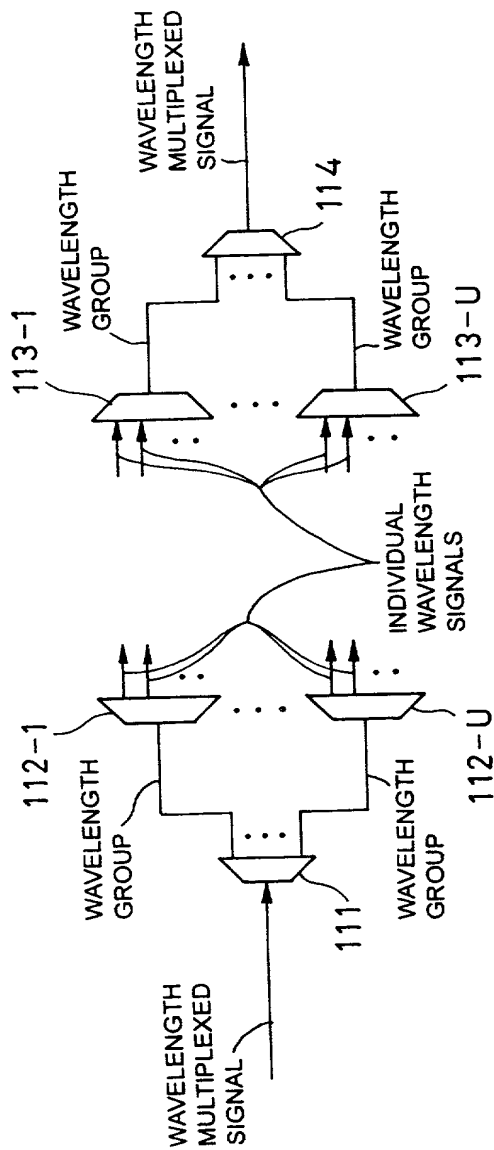 WAVELENGTH
MULTIPLEXED
SIGNAL
111
WAVELENGTH
GROUP
WAVELENGTH
GROUP
112-1
112-U
INDIVIDUAL
WAVELENGTH
SIGNALS
113-1
113-U
WAVELENGTH
GROUP
WAVELENGTH
GROUP
114
WAVELENGTH
MULTIPLEXED
SIGNAL